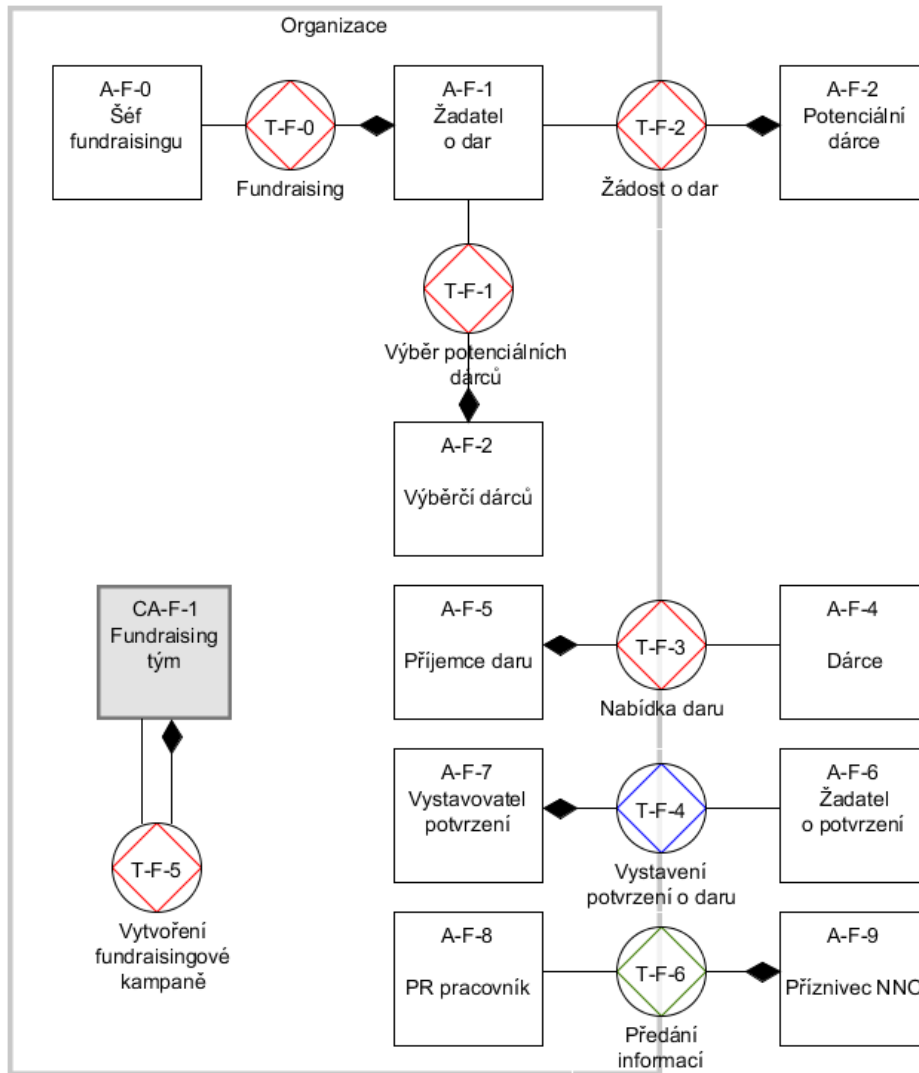 Organizace
A-F-0
Šéf
fundraisingu
T-F-0
Fundraising
A-F-1
Žadatel
o dar
T-F-2
Žádost o dar
A-F-2
Potenciální
dárce
T-F-1
Výběr potenciálních
dárců
A-F-2
Výběrčí dárců
CA-F-1
Fundraising
tým
A-F-5
Příjemce daru
T-F-3
Nabídka daru
A-F-4
Dárce
A-F-7
Vystavovatel
potvrzení
T-F-4
Vystavení
potvrzení o daru
A-F-6
Žadatel
o potvrzení
T-F-5
Vytvoření
fundraisingové
kampaně
A-F-8
PR pracovník
T-F-6
Předání
informací
A-F-9
Příznivec NNO